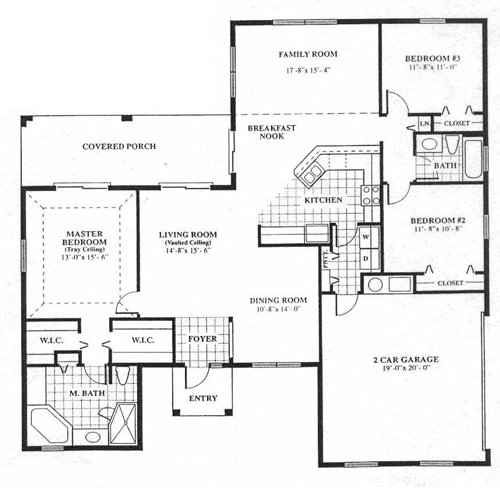 FAMILY ROOM
17'-8"x 15'- 4"
BEDROOM #3
11'- 8"x 11'- 0"
LN.
CLOSET
BREAKFAST
NOOK
COVERED PORCH
BATH
KITCHEN
MASTER
BEDROOM
(Tray Ceiling)
13'-0"x 15'- 6"
LIVING ROOM
(Vaulted Ceiling)
14'-8"x 15'- 6"
BEDROOM #2
11'- 8"x 10'- 8"
W
D
PNTY
CLOSET
DINING ROOM
10'-8"x 14'- 0"
W.I.C.
W.I.C.
FOYER
2 CAR GARAGE
19'-0"x 20'- 0"
M. BATH
ENTRY